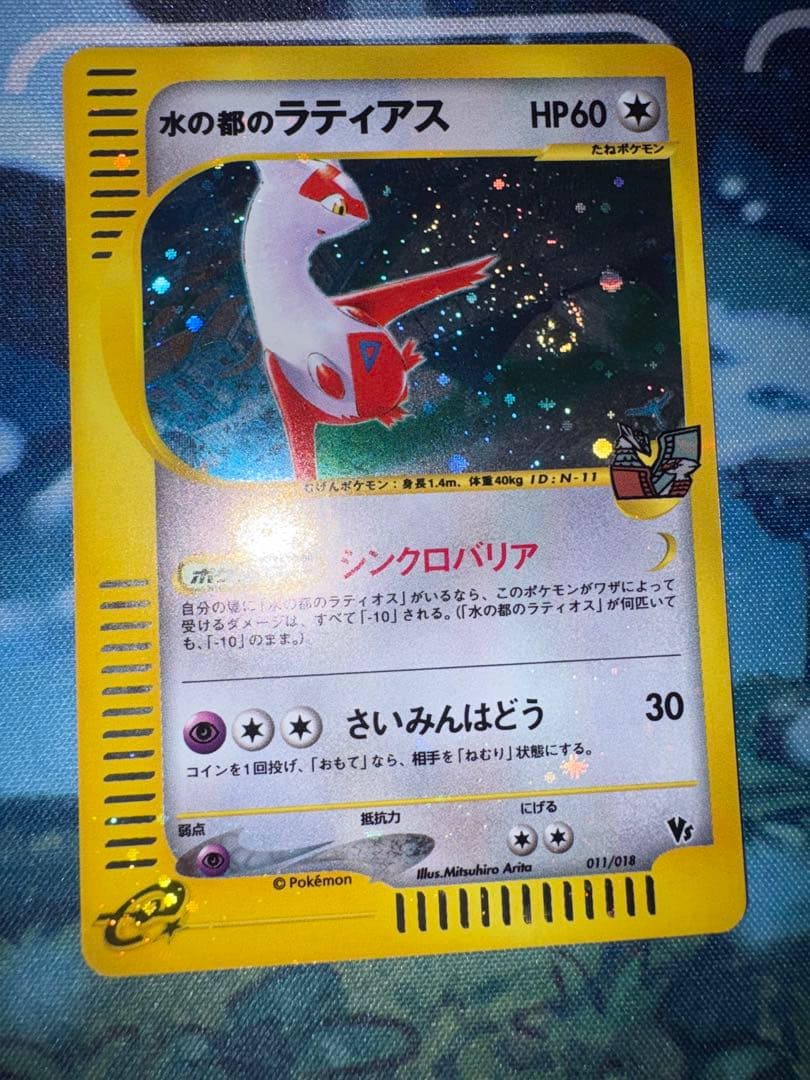 水の都のラティアス HP60
たねポケモン
むげんポケモン：身長1.4m、体重40kg ID:N-11
シンクロバリア
自分の場に「水の都のラティオス」がいるなら、このポケモンがワザによって
受けるダメージは、すべて「-10」される。（「水の都のラティオス」が何匹いて
も、「-10」のまま。）
さいみんはどう 30
コインを1回投げ、「おもて」なら、相手を「ねむり」状態にする。
弱点 抵抗力 にげる
Vs
© Pokémon Illus.Mitsuhiro Arita 011/018
e